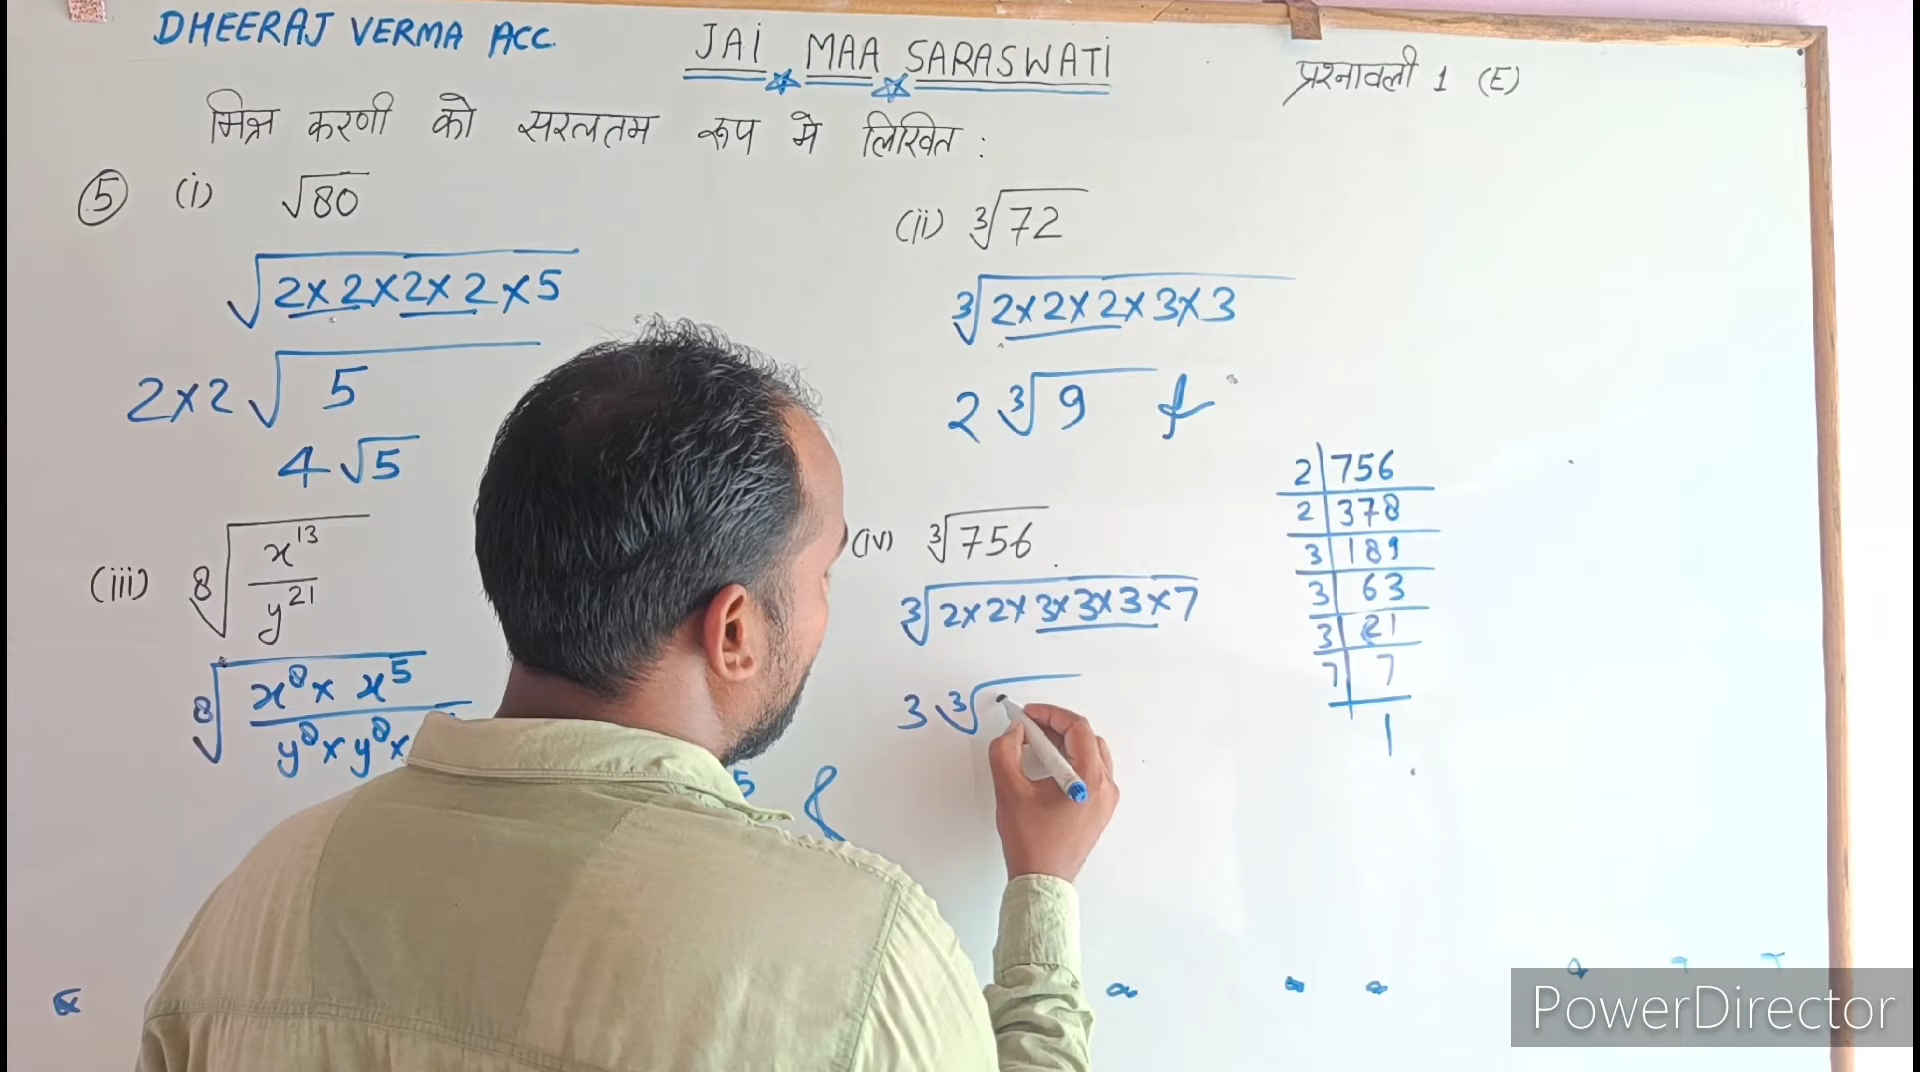 DHEERAJ VERMA ACC.
JAI MAA SARASWATI
प्रश्नावली 1 (E)
मिश्र करणी को सरलतम रूप मे लिखित :
(5) (i) √80
√2×2×2×2×5
2×2√5
4√5
(ii) ∛72
∛2×2×2×3×3
2∛9
(iii) ⁸√x¹³/y²¹
⁸√x⁸× x⁵/y⁸×y⁸×
5
(iv) ∛756
∛2×2×3×3×3×7
3∛
2|756
2|378
3|189
3|63
3|21
7|7
1
PowerDirector